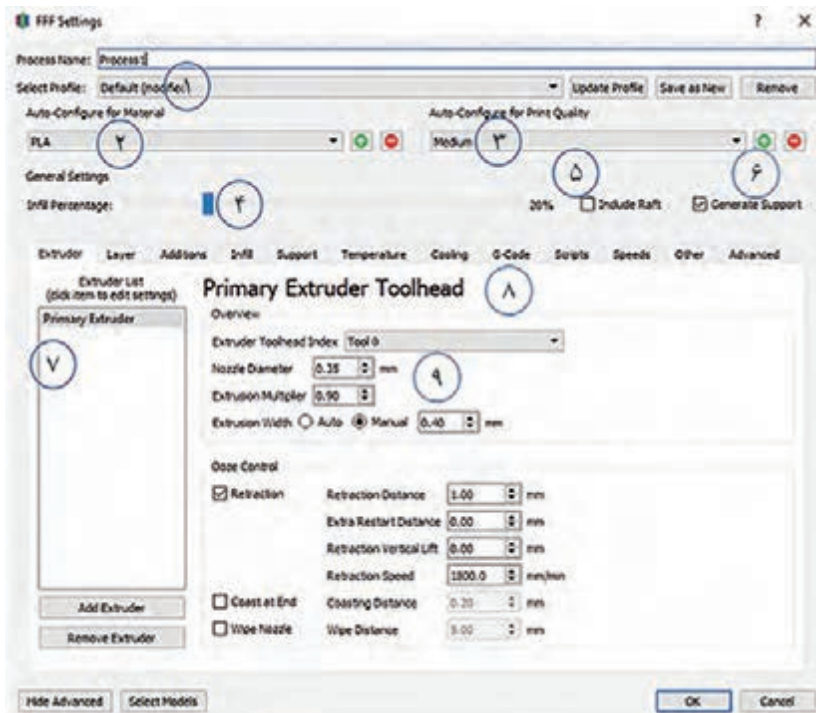 FFF Settings ? X
Process Name: Process1
Select Profile: Default (modified) ۱ Update Profile Save as New Remove
Auto-Configure for Material Auto-Configure for Print Quality
PLA ۲ Medium ۳
General Settings ۵ ۶
Infill Percentage: ۴ 20% Include Raft Generate Support
Extruder Layer Additions Infill Support Temperature Cooling G-Code Scripts Speeds Other Advanced
Extruder List
(click item to edit settings)
Primary Extruder
۷
Add Extruder
Remove Extruder
Primary Extruder Toolhead ۸
Overview
Extruder Toolhead Index Tool 0
Nozzle Diameter 0.35 mm ۹
Extrusion Multiplier 0.90
Extrusion Width Auto Manual 0.40 mm
Ooze Control
Retraction Retraction Distance 1.00 mm
Extra Restart Distance 0.00 mm
Retraction Vertical Lift 0.00 mm
Retraction Speed 1800.0 mm/min
Coast at End Coasting Distance 0.20 mm
Wipe Nozzle Wipe Distance 5.00 mm
Hide Advanced Select Models OK Cancel